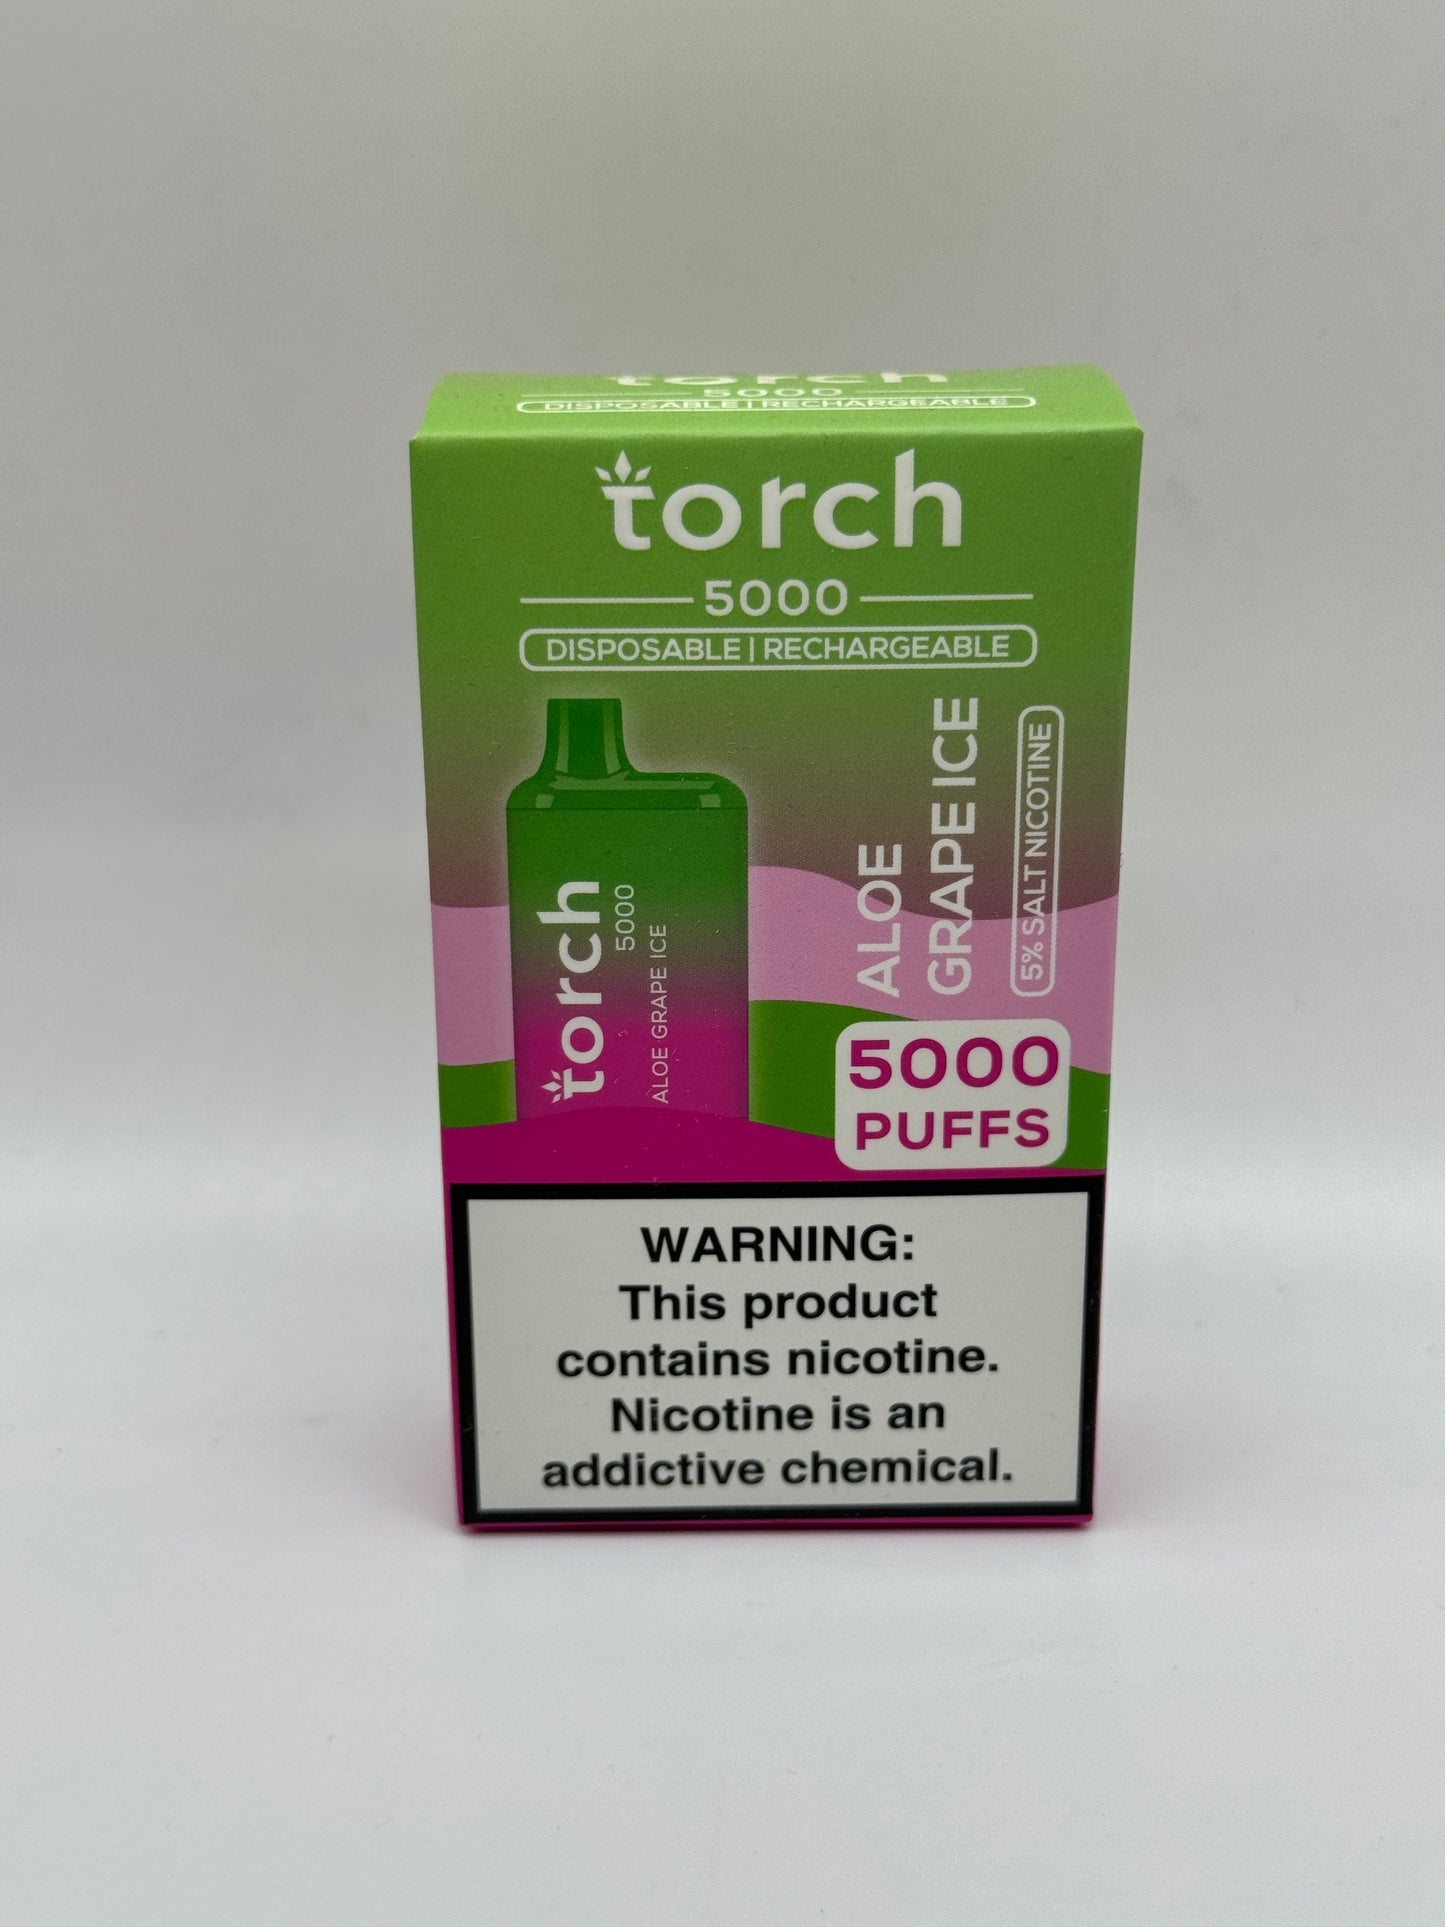 torch
5000
DISPOSABLE | RECHARGEABLE
torch
5000
DISPOSABLE | RECHARGEABLE
torch
5000
ALOE GRAPE ICE
ALOE
GRAPE ICE
5% SALT NICOTINE
5000
PUFFS
WARNING:
This product
contains nicotine.
Nicotine is an
addictive chemical.